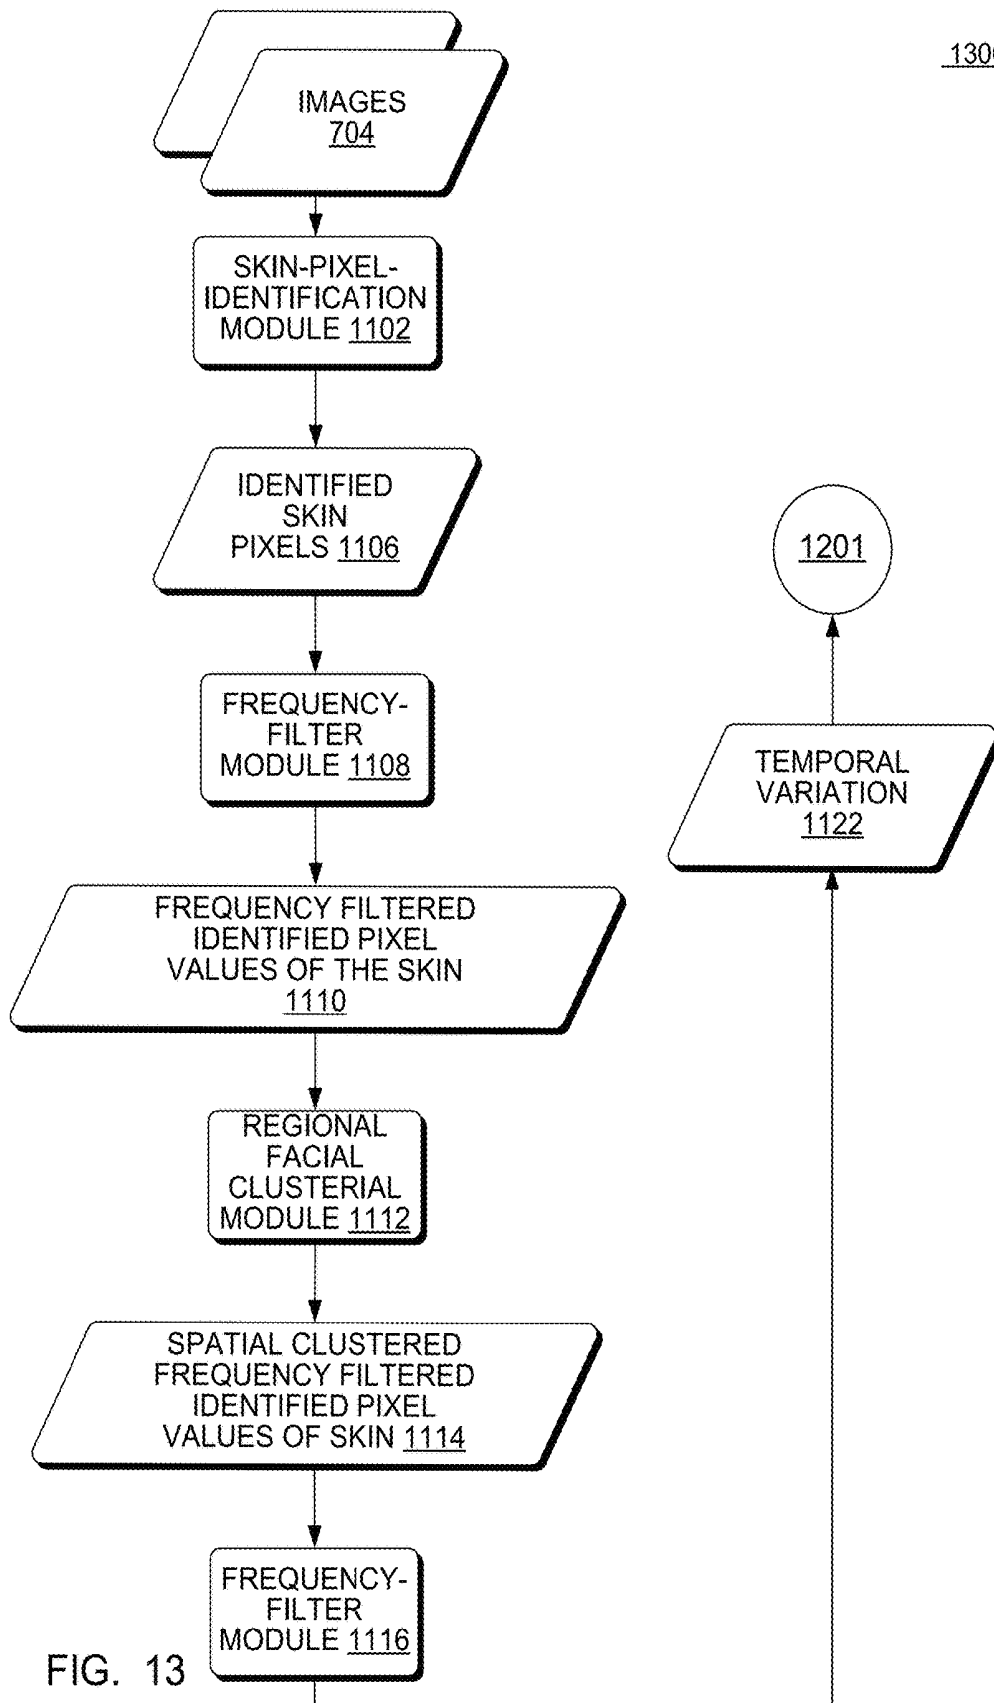 1300
IMAGES
704
SKIN-PIXEL-
IDENTIFICATION
MODULE 1102
IDENTIFIED
SKIN
PIXELS 1106
FREQUENCY-
FILTER
MODULE 1108
FREQUENCY FILTERED
IDENTIFIED PIXEL
VALUES OF THE SKIN
1110
REGIONAL
FACIAL
CLUSTERIAL
MODULE 1112
SPATIAL CLUSTERED
FREQUENCY FILTERED
IDENTIFIED PIXEL
VALUES OF SKIN 1114
FREQUENCY-
FILTER
MODULE 1116
1201
TEMPORAL
VARIATION
1122
FIG. 13